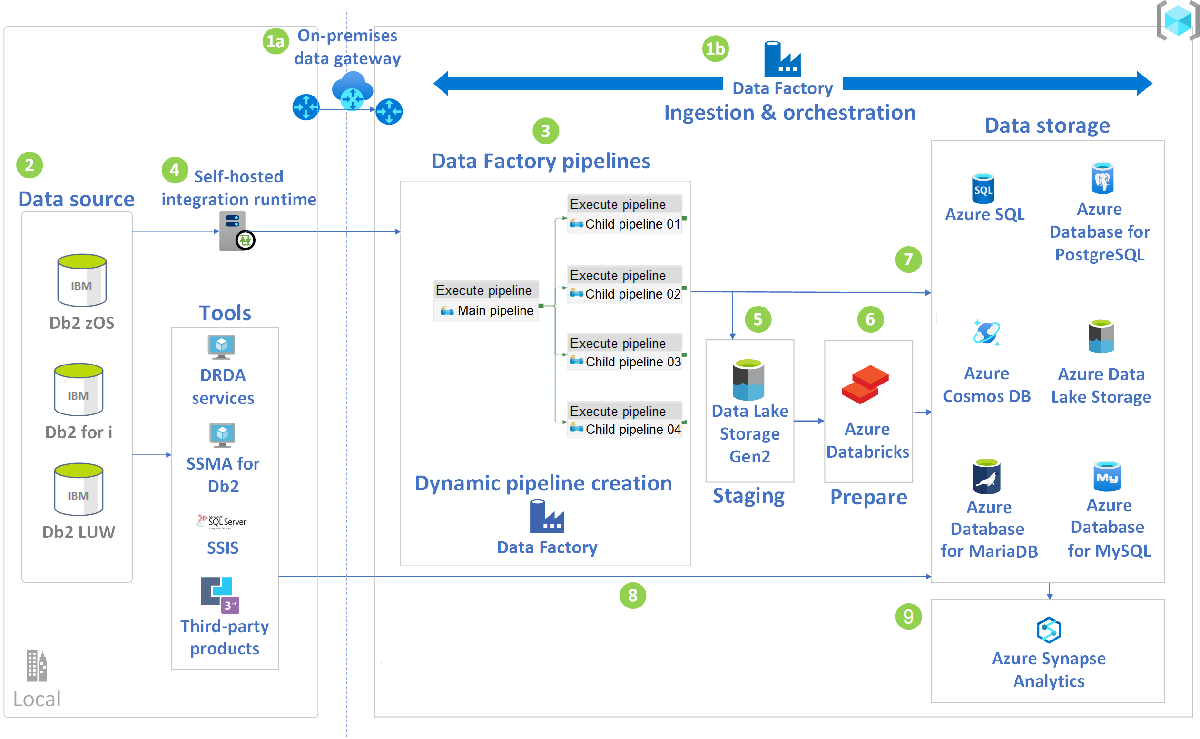 1a
On-premises
data gateway
1b
Data Factory
Ingestion & orchestration
2
Data source
IBM
Db2 zOS
IBM
Db2 for i
IBM
Db2 LUW
4
Self-hosted
integration runtime
Tools
DRDA
services
SSMA for
Db2
SQL Server
SSIS
3rd
Third-party
products
Local
3
Data Factory pipelines
Execute pipeline
Main pipeline
Execute pipeline
Child pipeline 01
Execute pipeline
Child pipeline 02
Execute pipeline
Child pipeline 03
Execute pipeline
Child pipeline 04
Dynamic pipeline creation
Data Factory
5
Data Lake
Storage
Gen2
Staging
6
Azure
Databricks
Prepare
7
8
Data storage
SQL
Azure SQL
Azure
Database for
PostgreSQL
Azure
Cosmos DB
Azure Data
Lake Storage
Azure
Database
for MariaDB
My
Azure
Database
for MySQL
9
Azure Synapse
Analytics